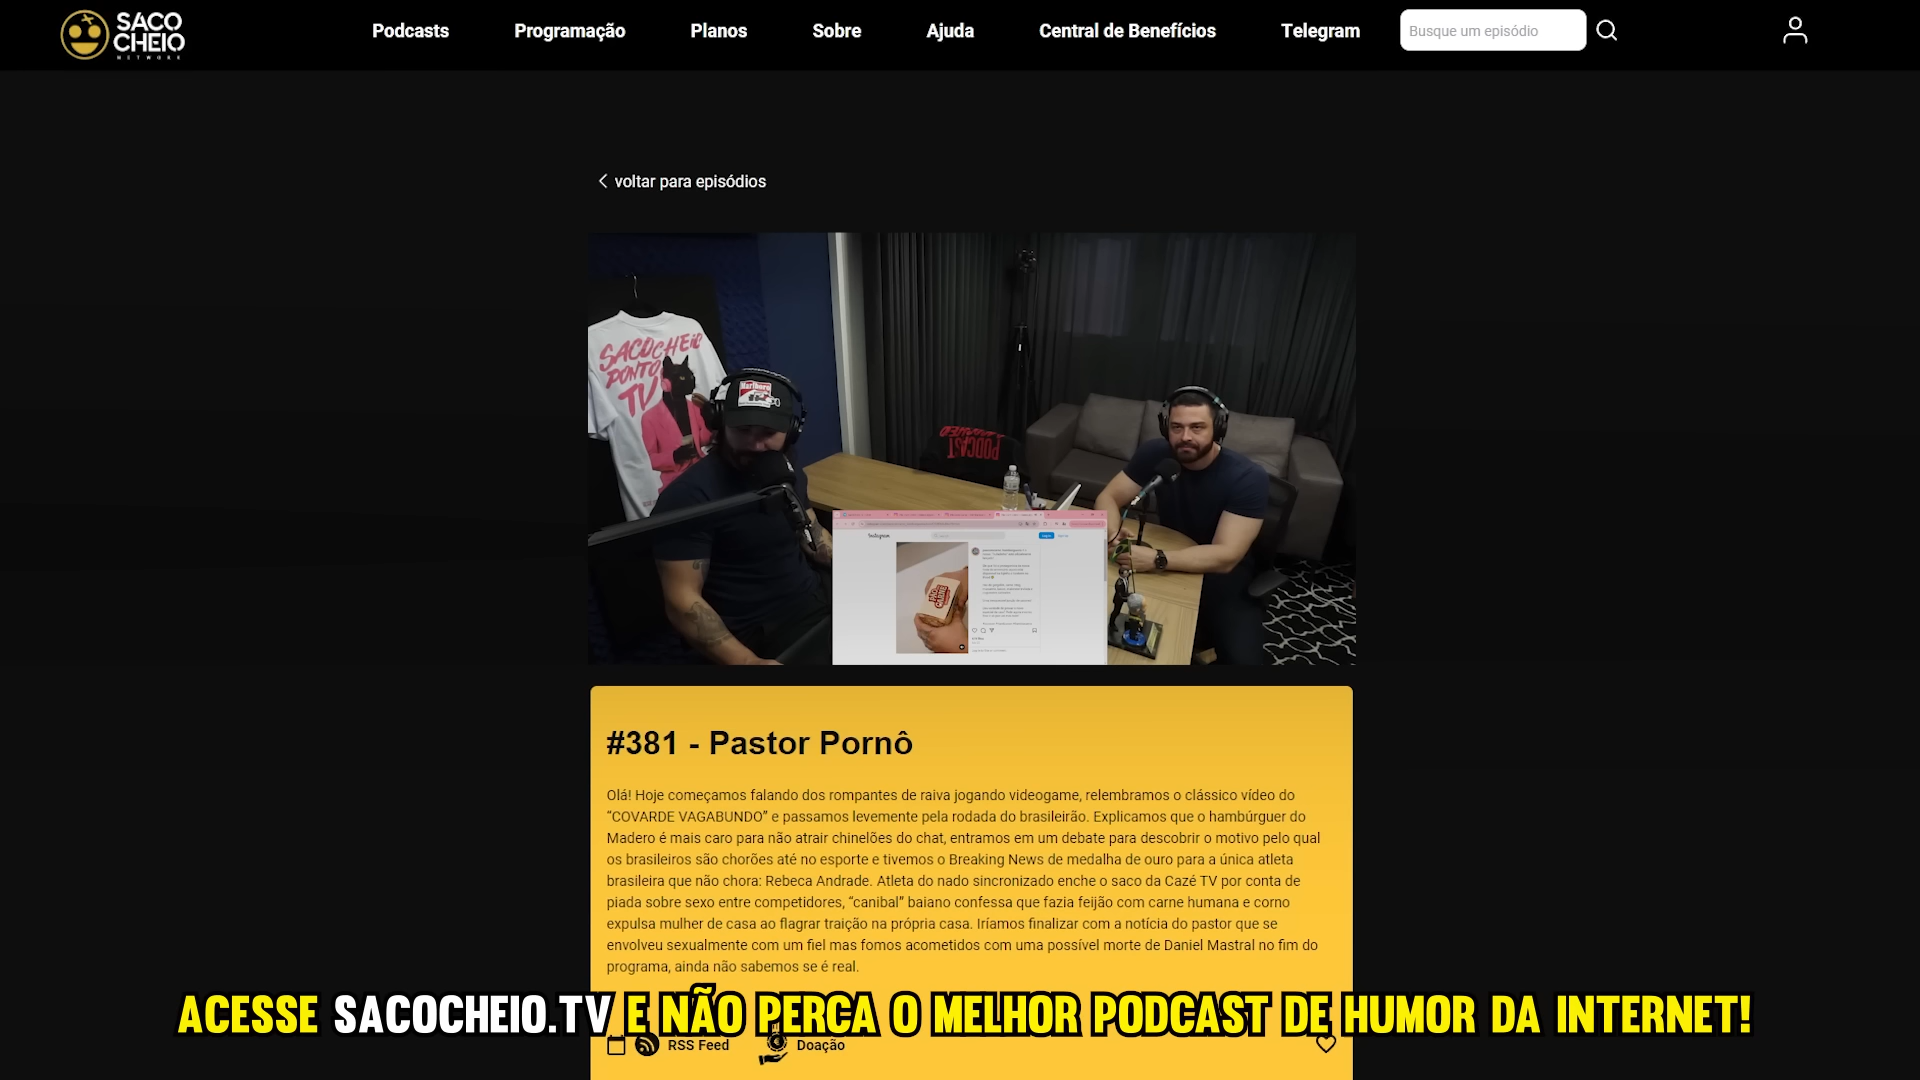 SACO
CHEIO
NETWORK
Podcasts
Programação
Planos
Sobre
Ajuda
Central de Benefícios
Telegram
Busque um episódio
voltar para episódios
SACOCHEIO
PONTO
TV
Marlboro
PODCAST
Instagram
#381 - Pastor Pornô
Olá! Hoje começamos falando dos rompantes de raiva jogando videogame, relembramos o clássico vídeo do
“COVARDE VAGABUNDO” e passamos levemente pela rodada do brasileirão. Explicamos que o hambúrguer do
Madero é mais caro para não atrair chinelões do chat, entramos em um debate para descobrir o motivo pelo qual
os brasileiros são chorões até no esporte e tivemos o Breaking News de medalha de ouro para a única atleta
brasileira que não chora: Rebeca Andrade. Atleta do nado sincronizado enche o saco da Cazé TV por conta de
piada sobre sexo entre competidores, “canibal” baiano confessa que fazia feijão com carne humana e corno
expulsa mulher de casa ao flagrar traição na própria casa. Iríamos finalizar com a notícia do pastor que se
envolveu sexualmente com um fiel mas fomos acometidos com uma possível morte de Daniel Mastral no fim do
programa, ainda não sabemos se é real.
ACESSE SACOCHEIO.TV E NÃO PERCA O MELHOR PODCAST DE HUMOR DA INTERNET!
RSS Feed
Doação